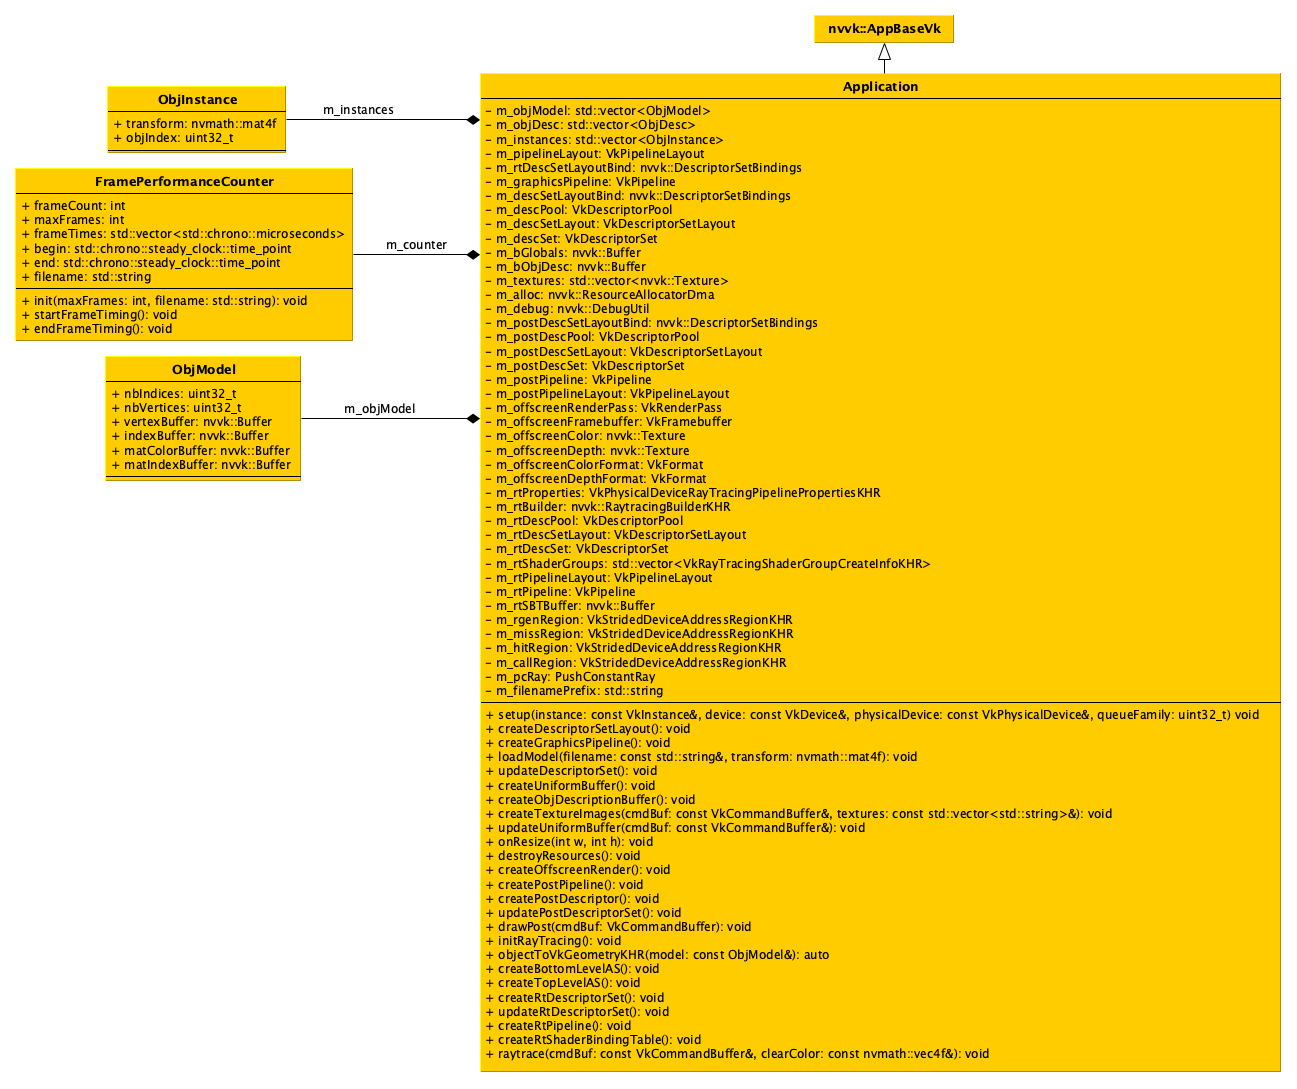 nvvk::AppBaseVk
ObjInstance
+ transform: nvmath::mat4f
+ objIndex: uint32_t
m_instances
FramePerformanceCounter
+ frameCount: int
+ maxFrames: int
+ frameTimes: std::vector<std::chrono::microseconds>
+ begin: std::chrono::steady_clock::time_point
+ end: std::chrono::steady_clock::time_point
+ filename: std::string
+ init(maxFrames: int, filename: std::string): void
+ startFrameTiming(): void
+ endFrameTiming(): void
m_counter
ObjModel
+ nbIndices: uint32_t
+ nbVertices: uint32_t
+ vertexBuffer: nvvk::Buffer
+ indexBuffer: nvvk::Buffer
+ matColorBuffer: nvvk::Buffer
+ matIndexBuffer: nvvk::Buffer
m_objModel
Application
- m_objModel: std::vector<ObjModel>
- m_objDesc: std::vector<ObjDesc>
- m_instances: std::vector<ObjInstance>
- m_pipelineLayout: VkPipelineLayout
- m_rtDescSetLayoutBind: nvvk::DescriptorSetBindings
- m_graphicsPipeline: VkPipeline
- m_descSetLayoutBind: nvvk::DescriptorSetBindings
- m_descPool: VkDescriptorPool
- m_descSetLayout: VkDescriptorSetLayout
- m_descSet: VkDescriptorSet
- m_bGlobals: nvvk::Buffer
- m_bObjDesc: nvvk::Buffer
- m_textures: std::vector<nvvk::Texture>
- m_alloc: nvvk::ResourceAllocatorDma
- m_debug: nvvk::DebugUtil
- m_postDescSetLayoutBind: nvvk::DescriptorSetBindings
- m_postDescPool: VkDescriptorPool
- m_postDescSetLayout: VkDescriptorSetLayout
- m_postDescSet: VkDescriptorSet
- m_postPipeline: VkPipeline
- m_postPipelineLayout: VkPipelineLayout
- m_offscreenRenderPass: VkRenderPass
- m_offscreenFramebuffer: VkFramebuffer
- m_offscreenColor: nvvk::Texture
- m_offscreenDepth: nvvk::Texture
- m_offscreenColorFormat: VkFormat
- m_offscreenDepthFormat: VkFormat
- m_rtProperties: VkPhysicalDeviceRayTracingPipelinePropertiesKHR
- m_rtBuilder: nvvk::RaytracingBuilderKHR
- m_rtDescPool: VkDescriptorPool
- m_rtDescSetLayout: VkDescriptorSetLayout
- m_rtDescSet: VkDescriptorSet
- m_rtShaderGroups: std::vector<VkRayTracingShaderGroupCreateInfoKHR>
- m_rtPipelineLayout: VkPipelineLayout
- m_rtPipeline: VkPipeline
- m_rtSBTBuffer: nvvk::Buffer
- m_rgenRegion: VkStridedDeviceAddressRegionKHR
- m_missRegion: VkStridedDeviceAddressRegionKHR
- m_hitRegion: VkStridedDeviceAddressRegionKHR
- m_callRegion: VkStridedDeviceAddressRegionKHR
- m_pcRay: PushConstantRay
- m_filenamePrefix: std::string
+ setup(instance: const VkInstance&, device: const VkDevice&, physicalDevice: const VkPhysicalDevice&, queueFamily: uint32_t) void
+ createDescriptorSetLayout(): void
+ createGraphicsPipeline(): void
+ loadModel(filename: const std::string&, transform: nvmath::mat4f): void
+ updateDescriptorSet(): void
+ createUniformBuffer(): void
+ createObjDescriptionBuffer(): void
+ createTextureImages(cmdBuf: const VkCommandBuffer&, textures: const std::vector<std::string>&): void
+ updateUniformBuffer(cmdBuf: const VkCommandBuffer&): void
+ onResize(int w, int h): void
+ destroyResources(): void
+ createOffscreenRender(): void
+ createPostPipeline(): void
+ createPostDescriptor(): void
+ updatePostDescriptorSet(): void
+ drawPost(cmdBuf: VkCommandBuffer): void
+ initRayTracing(): void
+ objectToVkGeometryKHR(model: const ObjModel&): auto
+ createBottomLevelAS(): void
+ createTopLevelAS(): void
+ createRtDescriptorSet(): void
+ updateRtDescriptorSet(): void
+ createRtPipeline(): void
+ createRtShaderBindingTable(): void
+ raytrace(cmdBuf: const VkCommandBuffer&, clearColor: const nvmath::vec4f&): void